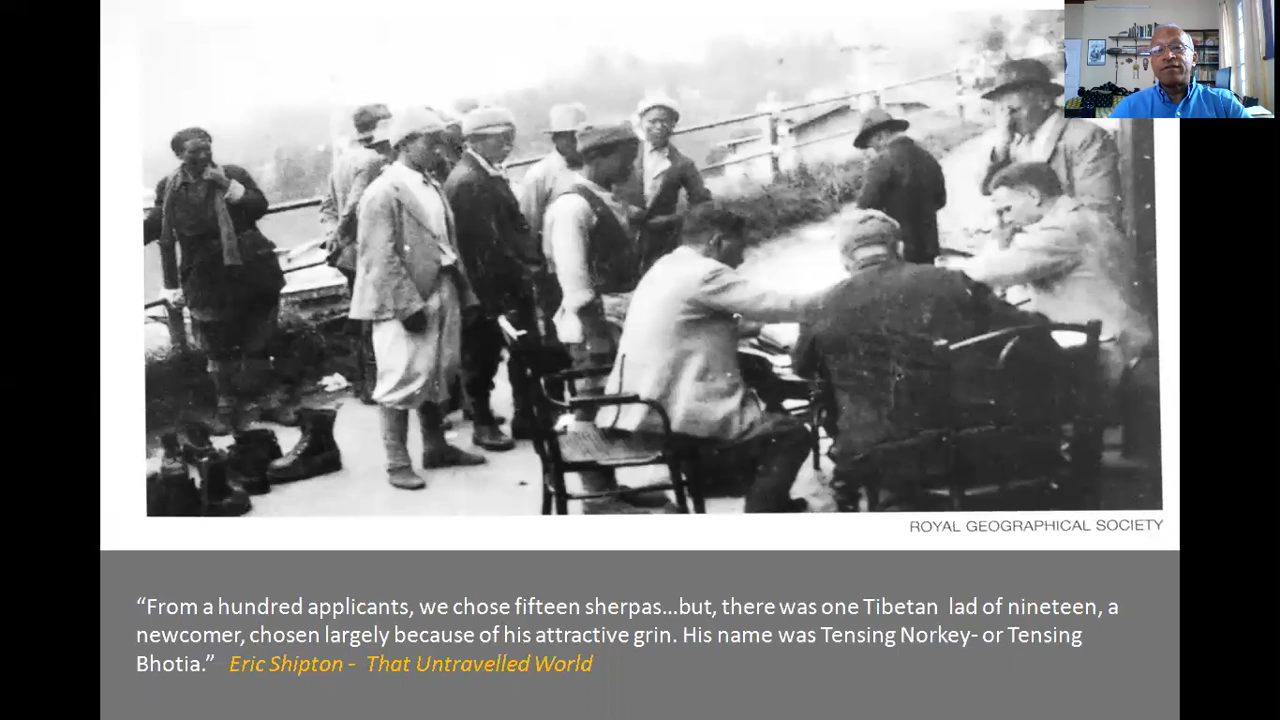 ROYAL GEOGRAPHICAL SOCIETY
“From a hundred applicants, we chose fifteen sherpas...but, there was one Tibetan lad of nineteen, a
newcomer, chosen largely because of his attractive grin. His name was Tensing Norkey- or Tensing
Bhotia.” Eric Shipton - That Untravelled World